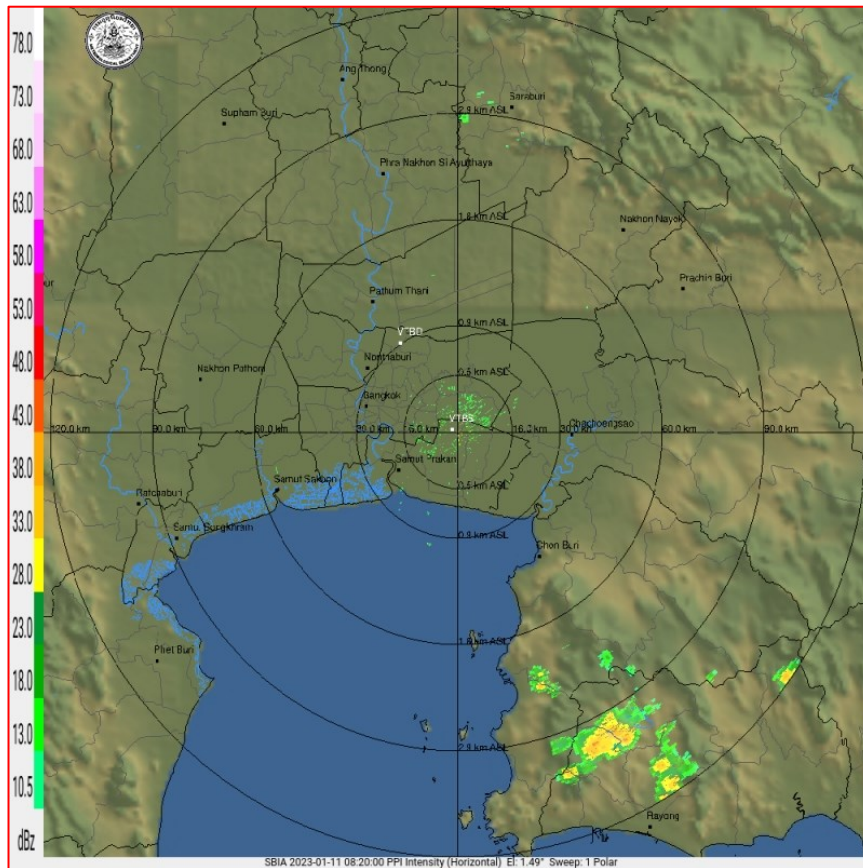 78.0
73.0
68.0
63.0
58.0
53.0
48.0
43.0
38.0
33.0
28.0
23.0
18.0
13.0
10.5
dBz
Ang Thong
Saraburi
2.9 km ASL
Suphan Buri
Phra Nakhon Si Ayutthaya
1.8 km ASL
Nakhon Nayok
Prachin Buri
Pathum Thani
0.9 km ASL
VTBD
Nonthaburi
0.5 km ASL
Nakhon Pathom
Bangkok
VTBS
Chachoengsao
120.0 km
90.0 km
60.0 km
30.0 km
16.2 km
30.0 km
60.0 km
90.0 km
Samut Prakan
Samut Sakhon
0.5 km ASL
Ratchaburi
Samut Songkhram
0.9 km ASL
Chon Buri
1.8 km ASL
Phet Buri
2.9 km ASL
Rayong
SBIA 2023-01-11 08:20:00 PPI Intensity (Horizontal) El: 1.49° Sweep: 1 Polar